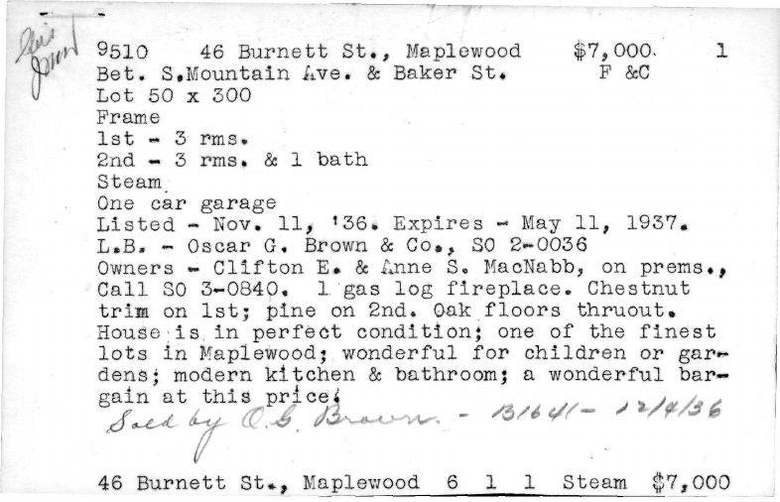 9510 46 Burnett St., Maplewood $7,000. 1
Bet. S.Mountain Ave. & Baker St. F &C
Lot 50 x 300
Frame
1st - 3 rms.
2nd - 3 rms. & 1 bath
Steam
One car garage
Listed - Nov. 11, '36. Expires - May 11, 1937.
L.B. - Oscar G. Brown & Co., SO 2-0036
Owners - Clifton E. & Anne S. MacNabb, on prems.,
Call SO 3-0840. 1 gas log fireplace. Chestnut
trim on 1st; pine on 2nd. Oak floors thruout.
House is in perfect condition; one of the finest
lots in Maplewood; wonderful for children or gar-
dens; modern kitchen & bathroom; a wonderful bar-
gain at this price!
Sold by O.G. Brown. - B1641 - 12/4/36
46 Burnett St., Maplewood 6 1 1 Steam $7,000